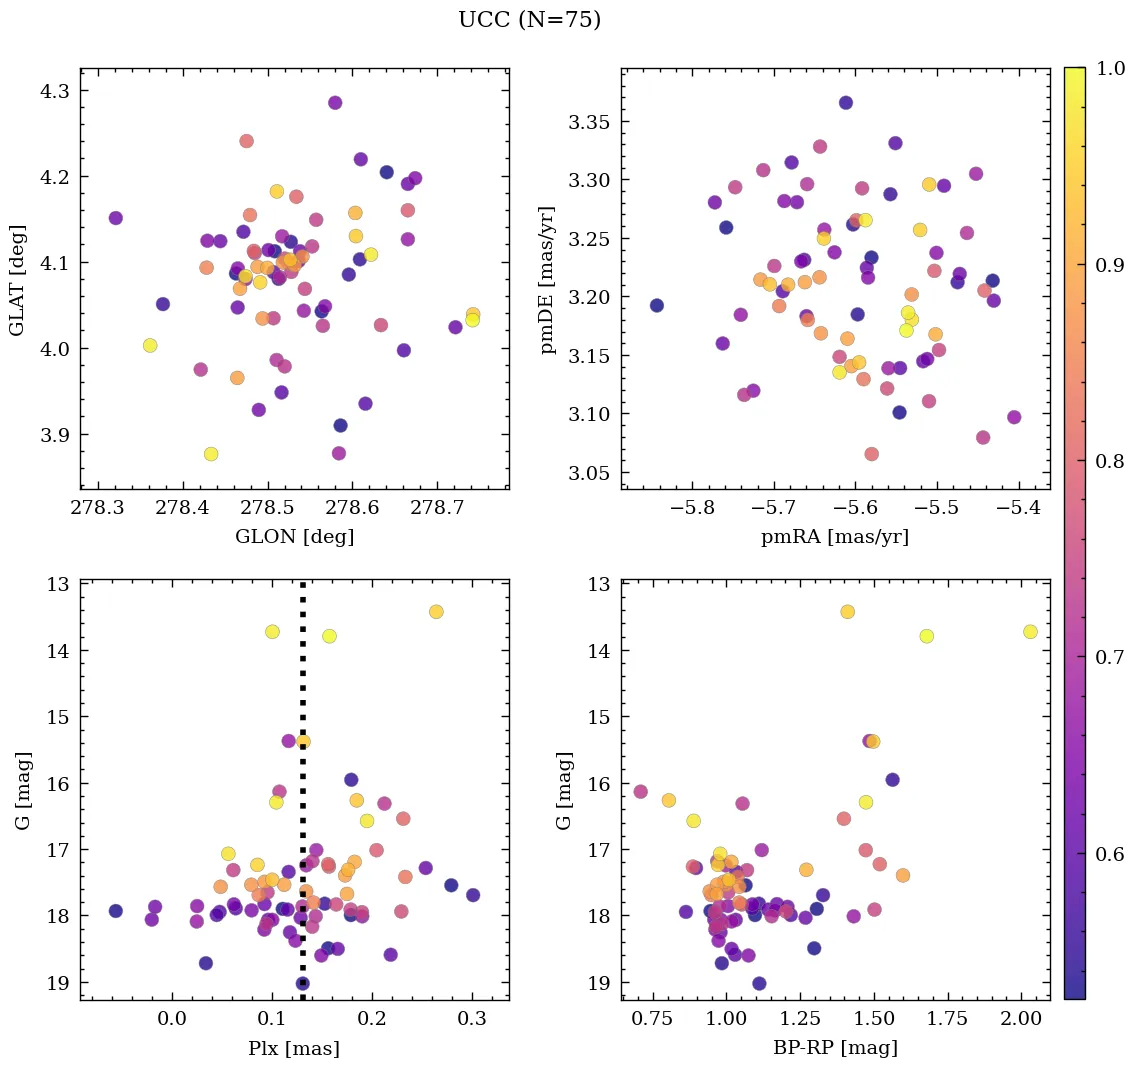 UCC (N=75)
4.3
4.2
4.1
4.0
3.9
GLAT [deg]
278.3 278.4 278.5 278.6 278.7
GLON [deg]
3.35
3.30
3.25
3.20
3.15
3.10
3.05
pmDE [mas/yr]
−5.8 −5.7 −5.6 −5.5 −5.4
pmRA [mas/yr]
13
14
15
16
17
18
19
G [mag]
0.0 0.1 0.2 0.3
Plx [mas]
13
14
15
16
17
18
19
G [mag]
0.75 1.00 1.25 1.50 1.75 2.00
BP-RP [mag]
1.0
0.9
0.8
0.7
0.6